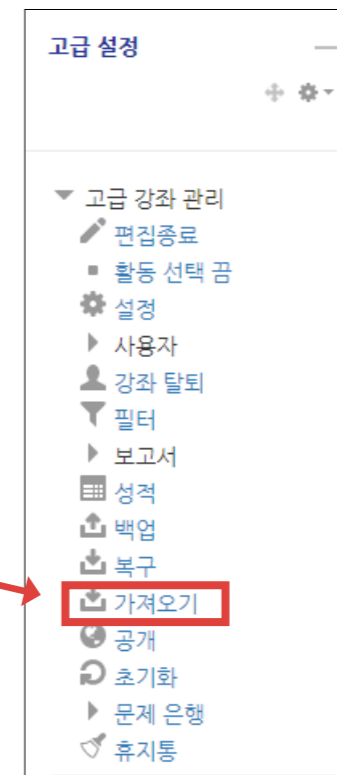 고급 설정
고급 강좌 관리
편집종료
활동 선택 끔
설정
사용자
강좌 탈퇴
필터
보고서
성적
백업
복구
가져오기
공개
초기화
문제 은행
휴지통